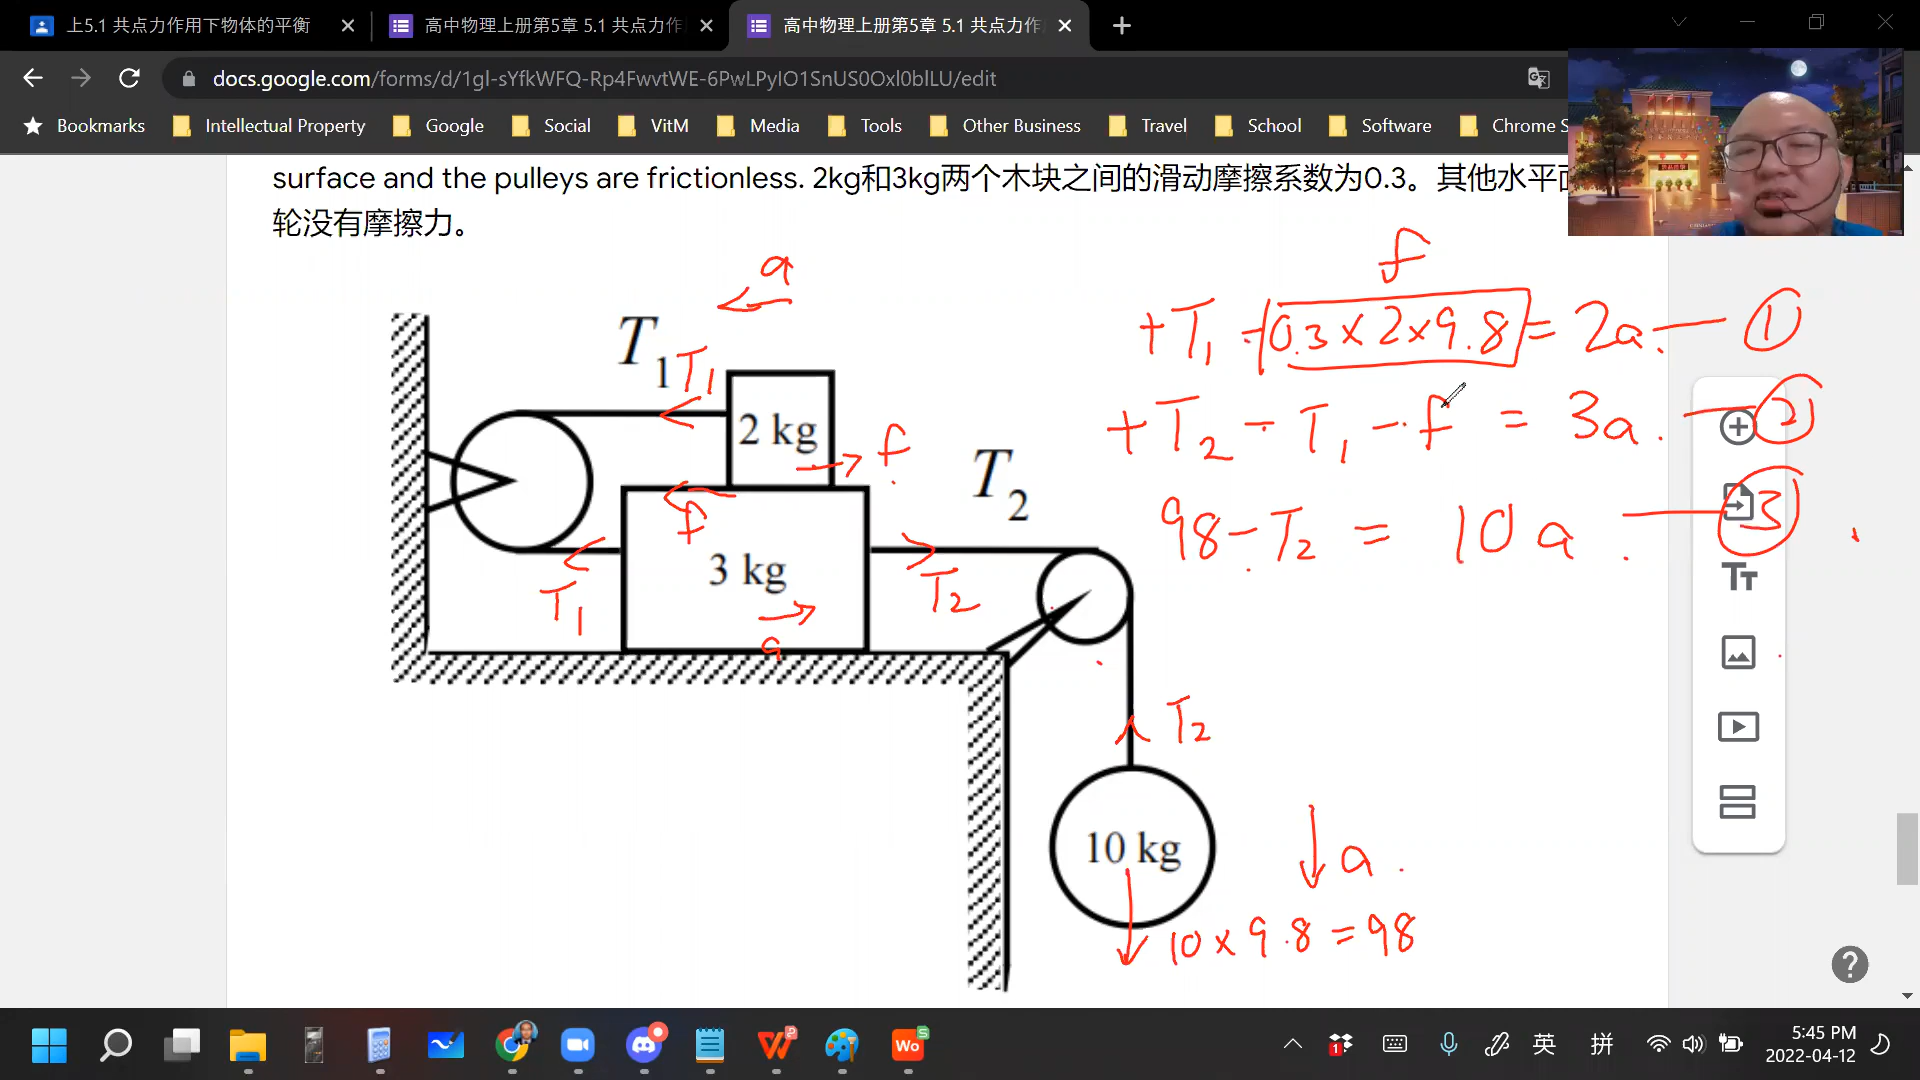 上5.1 共点力作用下物体的平衡
高中物理上册第5章 5.1 共点力作
高中物理上册第5章 5.1 共点力作
docs.google.com/forms/d/1gl-sYfkWFQ-Rp4FwvtWE-6PwLPyIO1SnUS0Oxl0blLU/edit
Bookmarks Intellectual Property Google Social VitM Media Tools Other Business Travel School Software Chrome S
surface and the pulleys are frictionless. 2kg和3kg两个木块之间的滑动摩擦系数为0.3。其他水平
轮没有摩擦力。
f
a
+T1 - 0.3 × 2 × 9.8 = 2a. ①
T1
T1
2 kg
+T2 - T1 - f = 3a. ②
f
T2
f
98 - T2 = 10a. ③
3 kg
T1
T2
a
T2
10 kg
a.
10 × 9.8 = 98
Tt
?
1
英
拼
5:45 PM
2022-04-12
Wo